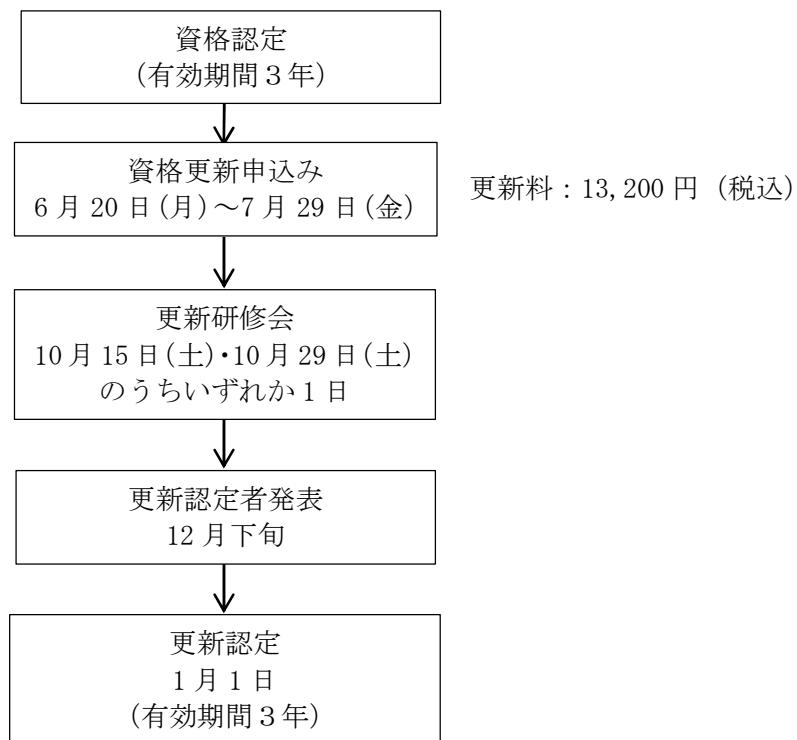 資格認定
(有効期間3年)
資格更新申込み
6月20日(月)~7月29日(金)
更新料:13,200円(税込)
更新研修会
10月15日(土)・10月29日(土)
のうちいずれか1日
更新認定者発表
12月下旬
更新認定
1月1日
(有効期間3年)